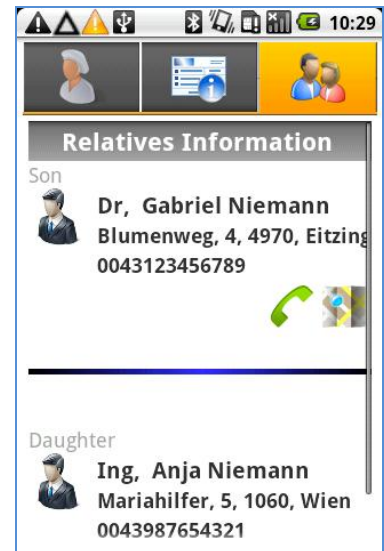 10:29
Relatives Information
Son
Dr, Gabriel Niemann
Blumenweg, 4, 4970, Eitzing
0043123456789
Daughter
Ing, Anja Niemann
Mariahilfer, 5, 1060, Wien
0043987654321